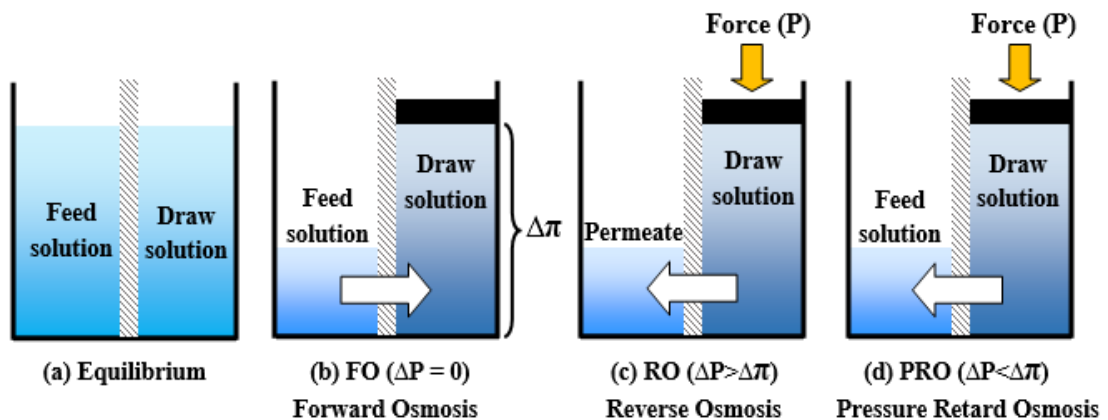 Force (P)
Force (P)
Feed
solution
Draw
solution
Feed
solution
Draw
solution
Δπ
Permeate
Draw
solution
Feed
solution
Draw
solution
(a) Equilibrium
(b) FO (ΔP = 0)
Forward Osmosis
(c) RO (ΔP>Δπ)
Reverse Osmosis
(d) PRO (ΔP<Δπ)
Pressure Retard Osmosis